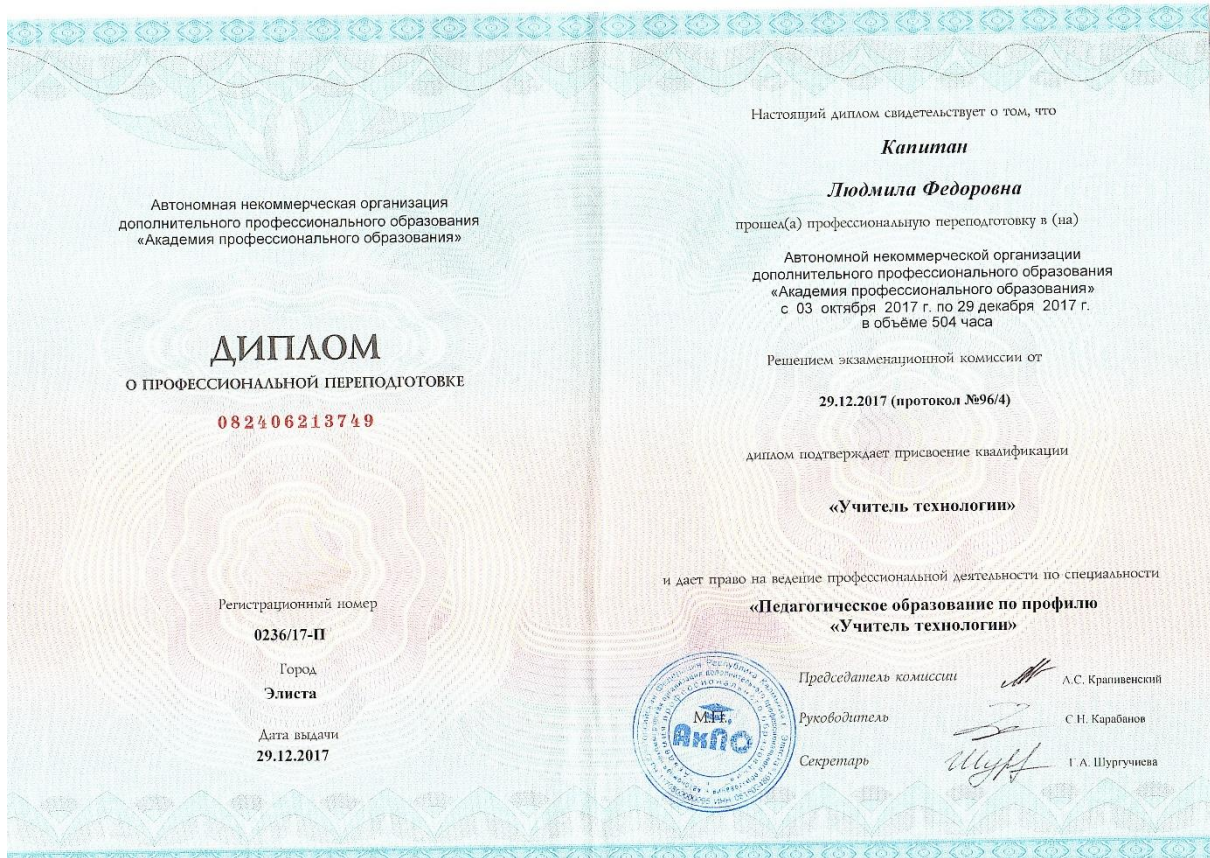 Автономная некоммерческая организация
дополнительного профессионального образования
«Академия профессионального образования»
ДИПЛОМ
О ПРОФЕССИОНАЛЬНОЙ ПЕРЕПОДГОТОВКЕ
082406213749
Регистрационный номер
0236/17-П
Город
Элиста
Дата выдачи
29.12.2017
Настоящий диплом свидетельствует о том, что
Капитан
Людмила Федоровна
прошел(а) профессиональную переподготовку в (на)
Автономной некоммерческой организации
дополнительного профессионального образования
«Академия профессионального образования»
с 03 октября 2017 г. по 29 декабря 2017 г.
в объёме 504 часа
Решением экзаменационной комиссии от
29.12.2017 (протокол №96/4)
диплом подтверждает присвоение квалификации
«Учитель технологии»
и дает право на ведение профессиональной деятельности по специальности
«Педагогическое образование по профилю
«Учитель технологии»
Председатель комиссии А.С. Крапивенский
М.П.
Руководитель С.Н. Карабанов
АкПО
Секретарь Г.А. Шургучиева